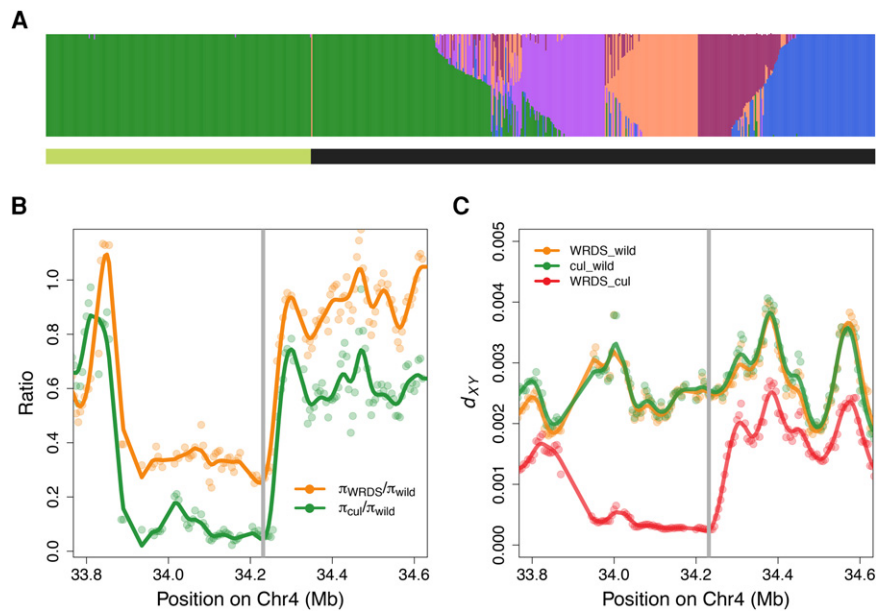 A
B
Ratio
0.0 0.2 0.4 0.6 0.8 1.0
33.8 34.0 34.2 34.4 34.6
Position on Chr4 (Mb)
πWRDS/πwild
πcul/πwild
C
dXY
0.000 0.001 0.002 0.003 0.004 0.005
33.8 34.0 34.2 34.4 34.6
Position on Chr4 (Mb)
WRDS_wild
cul_wild
WRDS_cul